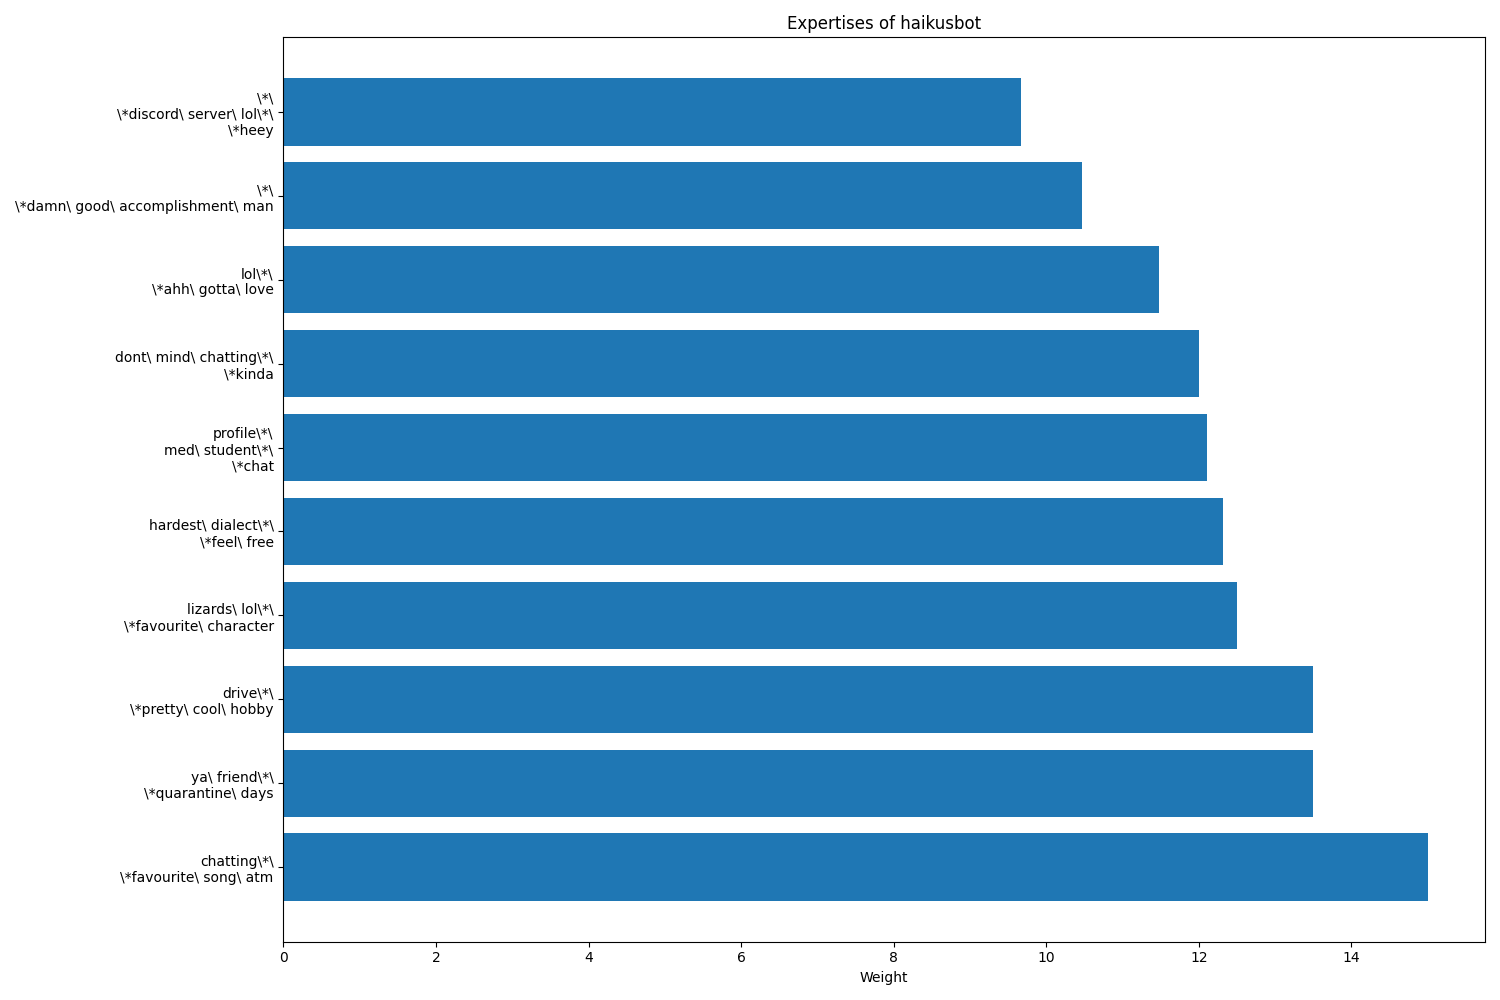 Expertises of haikusbot
\*\
\*discord\ server\ lol\*\
\*heey
\*\
\*damn\ good\ accomplishment\ man
lol\*\
\*ahh\ gotta\ love
dont\ mind\ chatting\*\
\*kinda
profile\*\
med\ student\*\
\*chat
hardest\ dialect\*\
\*feel\ free
lizards\ lol\*\
\*favourite\ character
drive\*\
\*pretty\ cool\ hobby
ya\ friend\*\
\*quarantine\ days
chatting\*\
\*favourite\ song\ atm
0 2 4 6 8 10 12 14
Weight